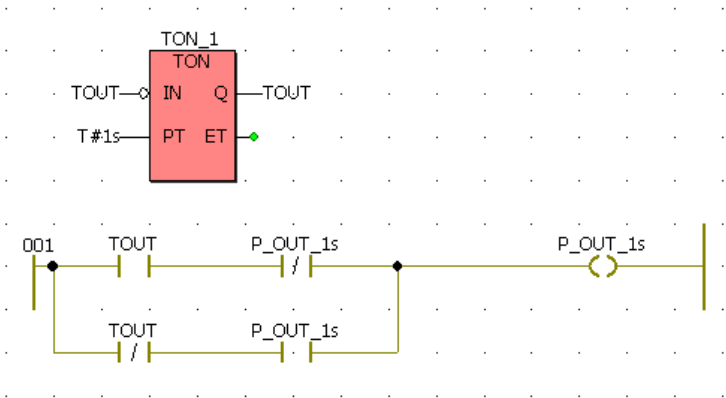 TON_1
TON
TOUT IN Q TOUT
T#1s PT ET
001 TOUT P_OUT_1s P_OUT_1s
/
TOUT P_OUT_1s
/